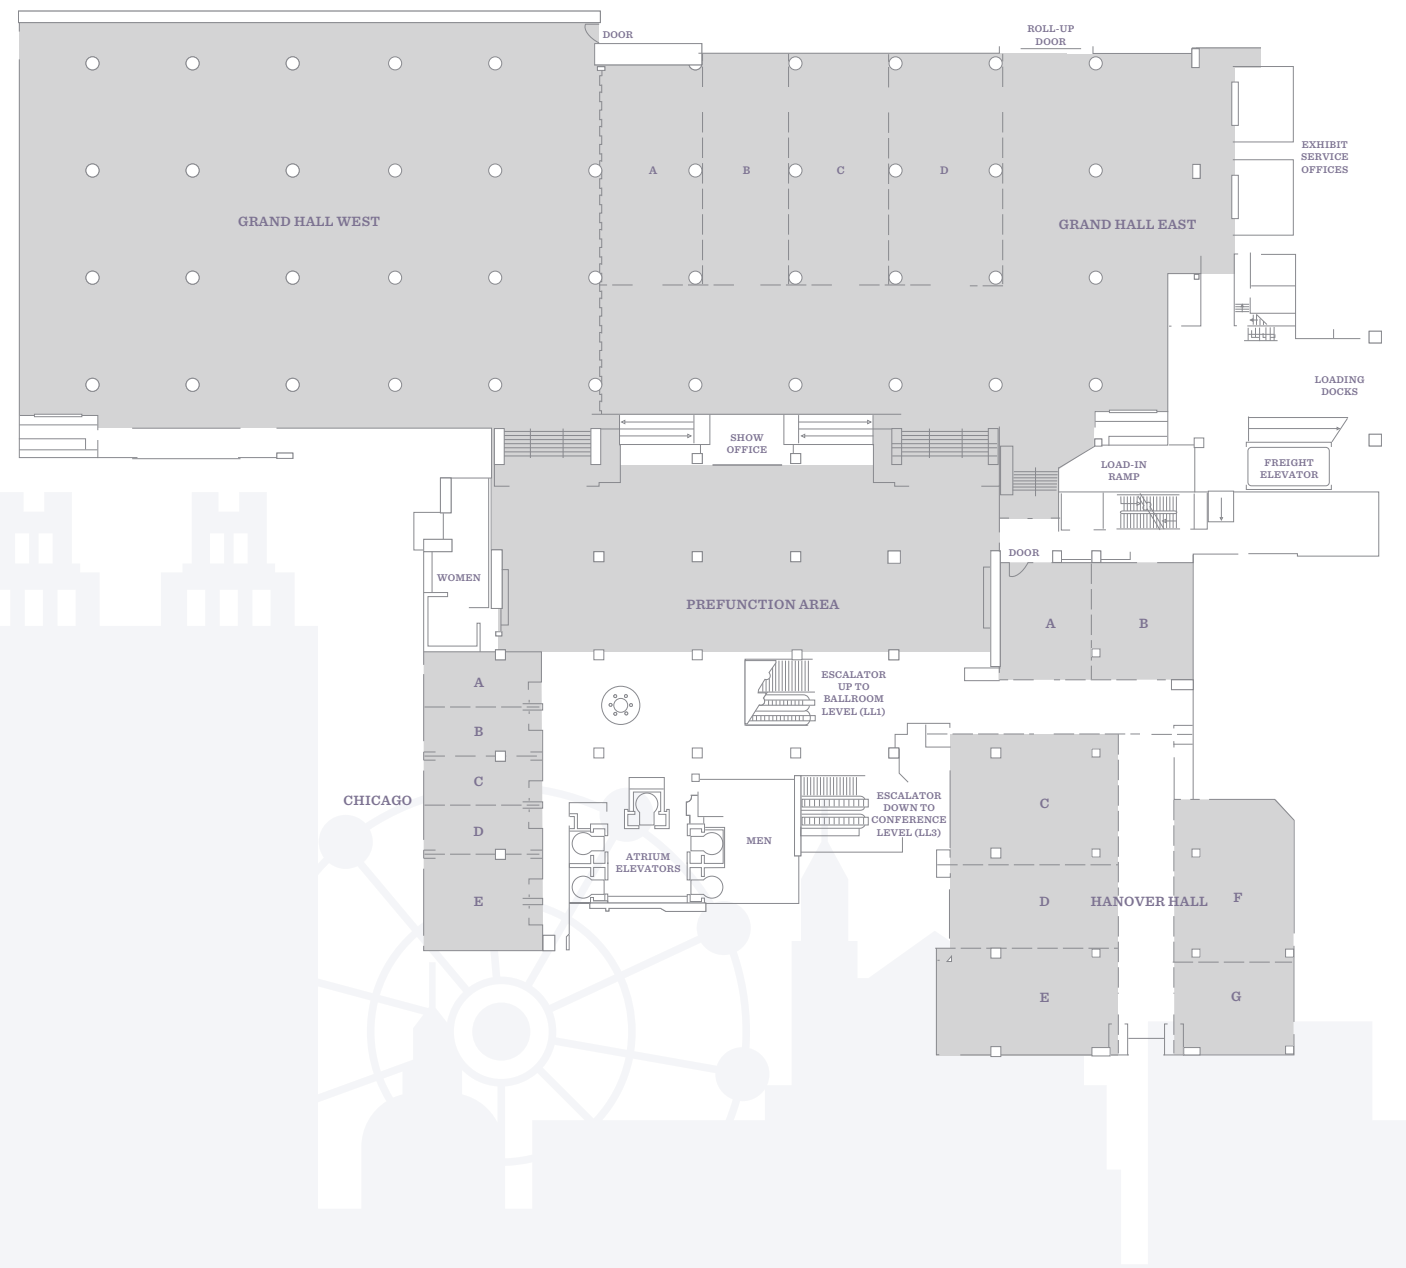 DOOR
ROLL-UP
DOOR
EXHIBIT
SERVICE
OFFICES
A
B
C
D
GRAND HALL WEST
GRAND HALL EAST
LOADING
DOCKS
SHOW
OFFICE
LOAD-IN
RAMP
FREIGHT
ELEVATOR
DOOR
WOMEN
PREFUNCTION AREA
A
B
A
B
C
D
E
CHICAGO
ESCALATOR
UP TO
BALLROOM
LEVEL (LL1)
ESCALATOR
DOWN TO
CONFERENCE
LEVEL (LL3)
MEN
ATRIUM
ELEVATORS
C
D
HANOVER HALL
F
E
G